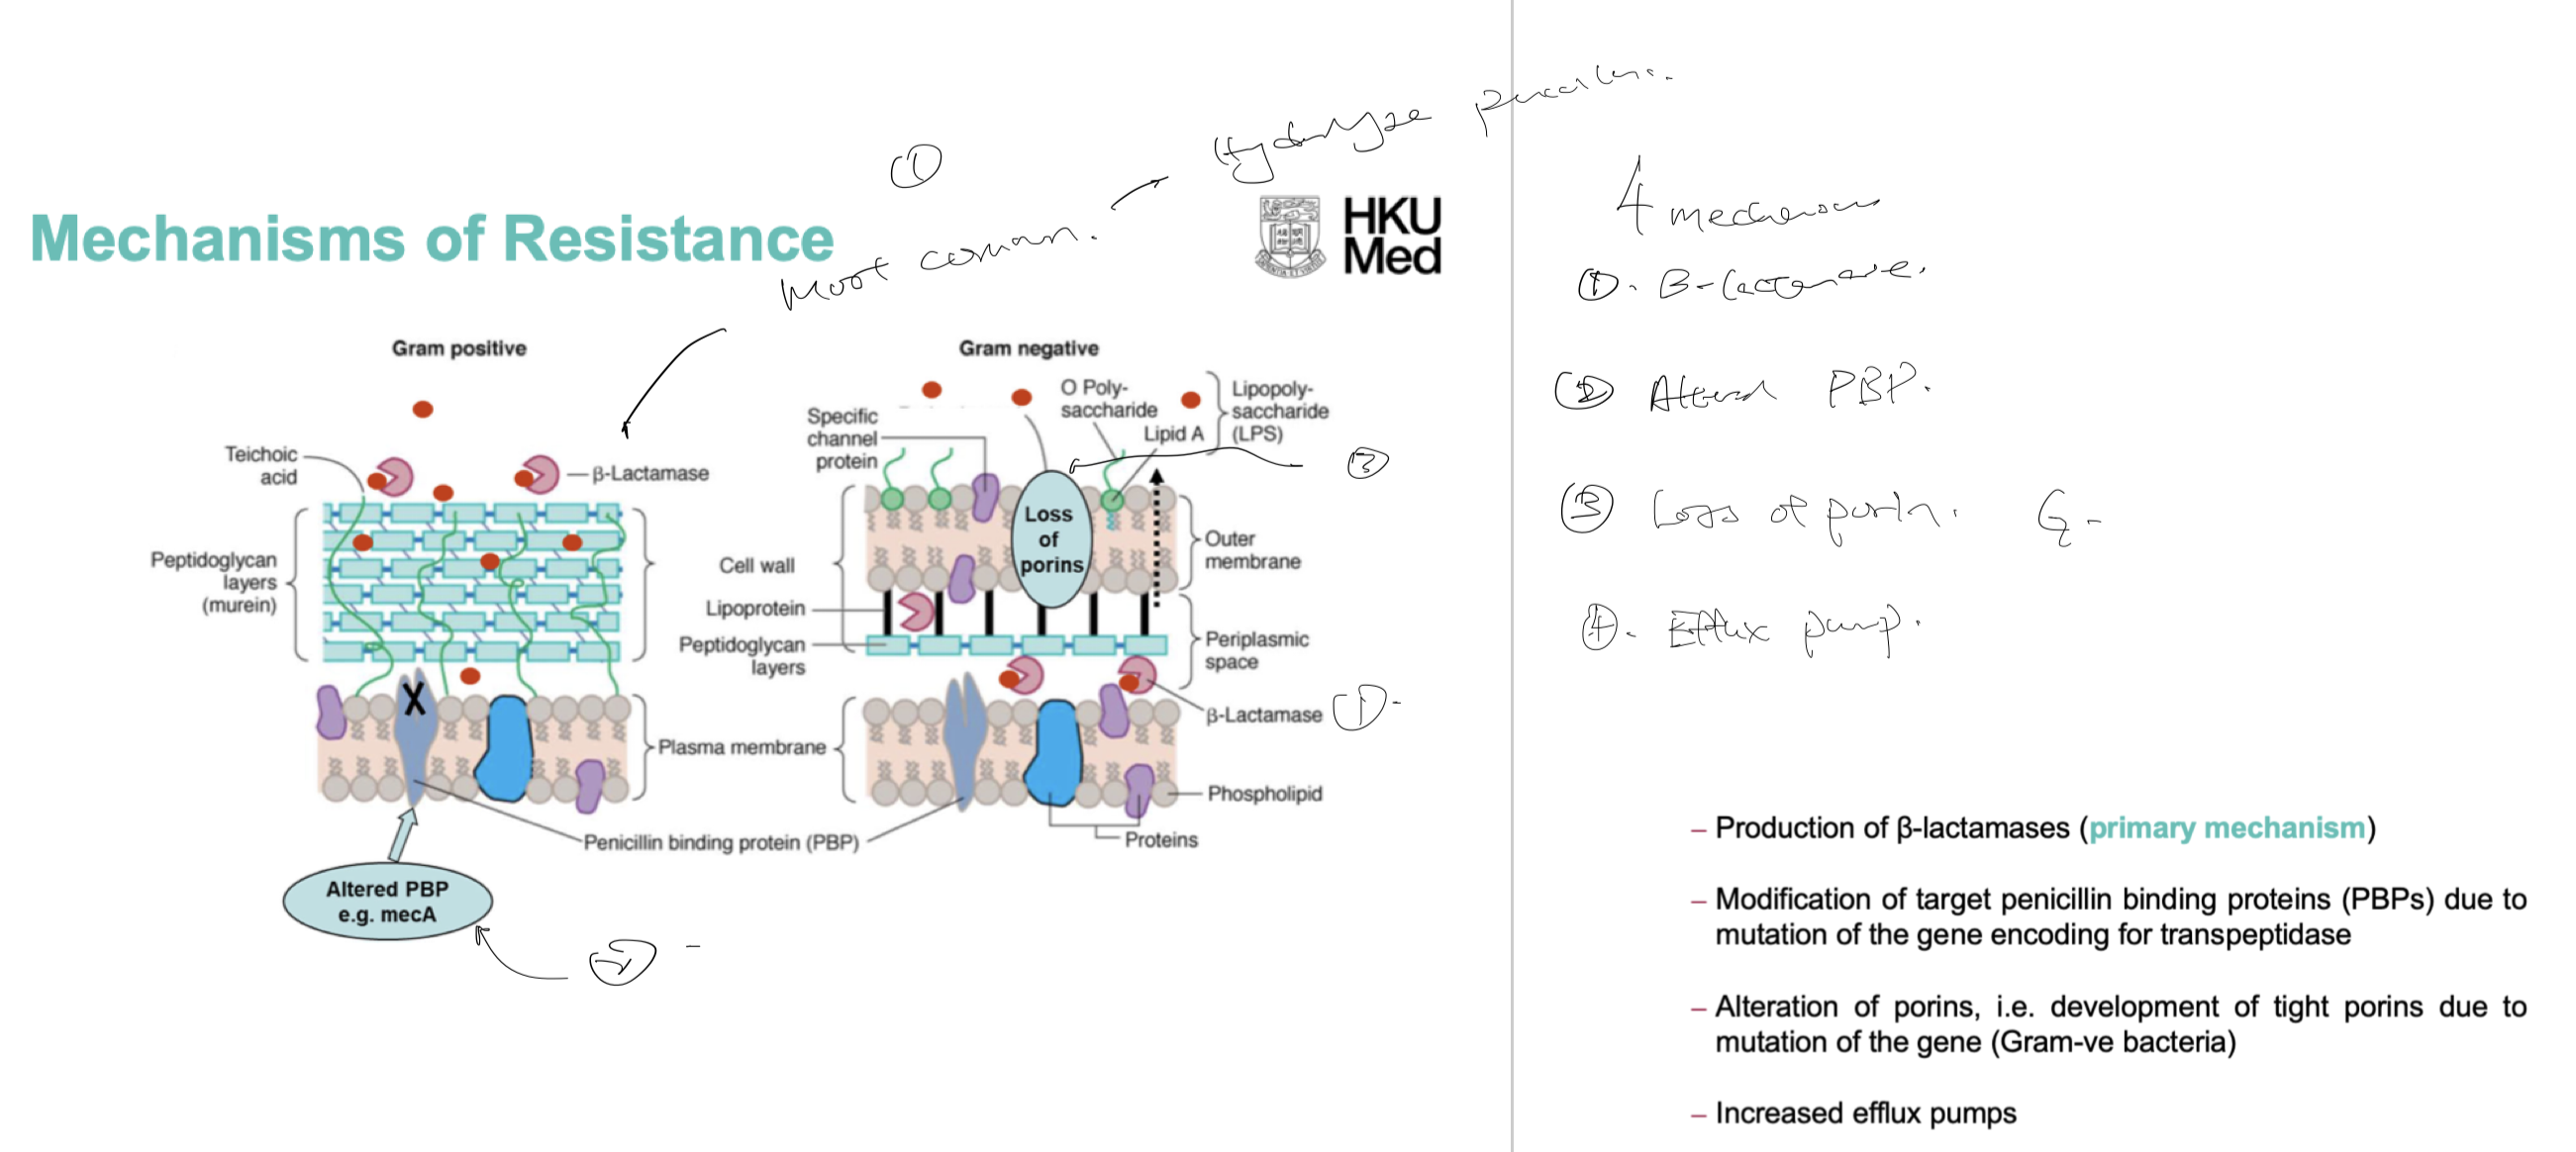 Hydrolyze
①
4
Mechanisms of Resistance
HKU
Med
most common.
①. B-lactamase.
Gram positive
Gram negative
② Altered PBP.
O Poly-
saccharide
Lipopoly-
saccharide
(LPS)
Specific
channel
protein
Lipid A
Teichoic
acid
β-Lactamase
③
Loss
of
porins
③ Loss of porin. G-
Peptidoglycan
layers
(murein)
Cell wall
Outer
membrane
Lipoprotein
Peptidoglycan
layers
Periplasmic
space
④. Efflux pump.
X
β-Lactamase ①-
Plasma membrane
Phospholipid
Penicillin binding protein (PBP)
Proteins
Altered PBP
e.g. mecA
② -
– Production of β-lactamases (primary mechanism)
– Modification of target penicillin binding proteins (PBPs) due to
mutation of the gene encoding for transpeptidase
– Alteration of porins, i.e. development of tight porins due to
mutation of the gene (Gram-ve bacteria)
– Increased efflux pumps